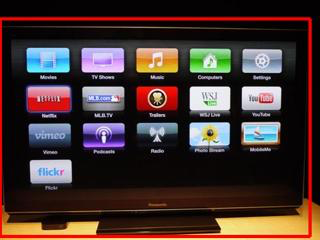 Movies
TV Shows
Music
Computers
Settings
NETFLIX
MLB.com
WSJ
Live
YouTube
Netflix
MLB.TV
Trailers
WSJ Live
YouTube
vimeo
Vimeo
Podcasts
Radio
Photo Stream
MobileMe
flickr
Flickr
Panasonic